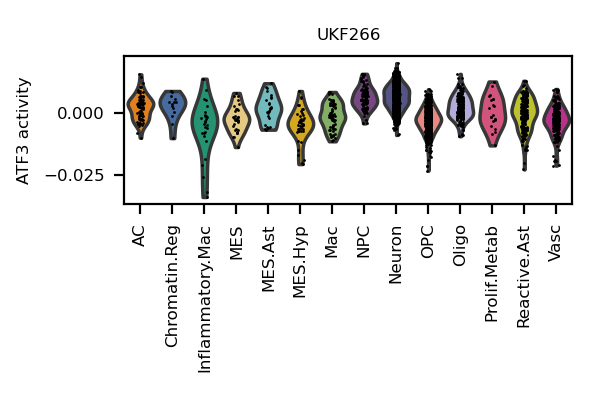 UKF266
ATF3 activity
0.000
−0.025
AC
Chromatin.Reg
Inflammatory.Mac
MES
MES.Ast
MES.Hyp
Mac
NPC
Neuron
OPC
Oligo
Prolif.Metab
Reactive.Ast
Vasc